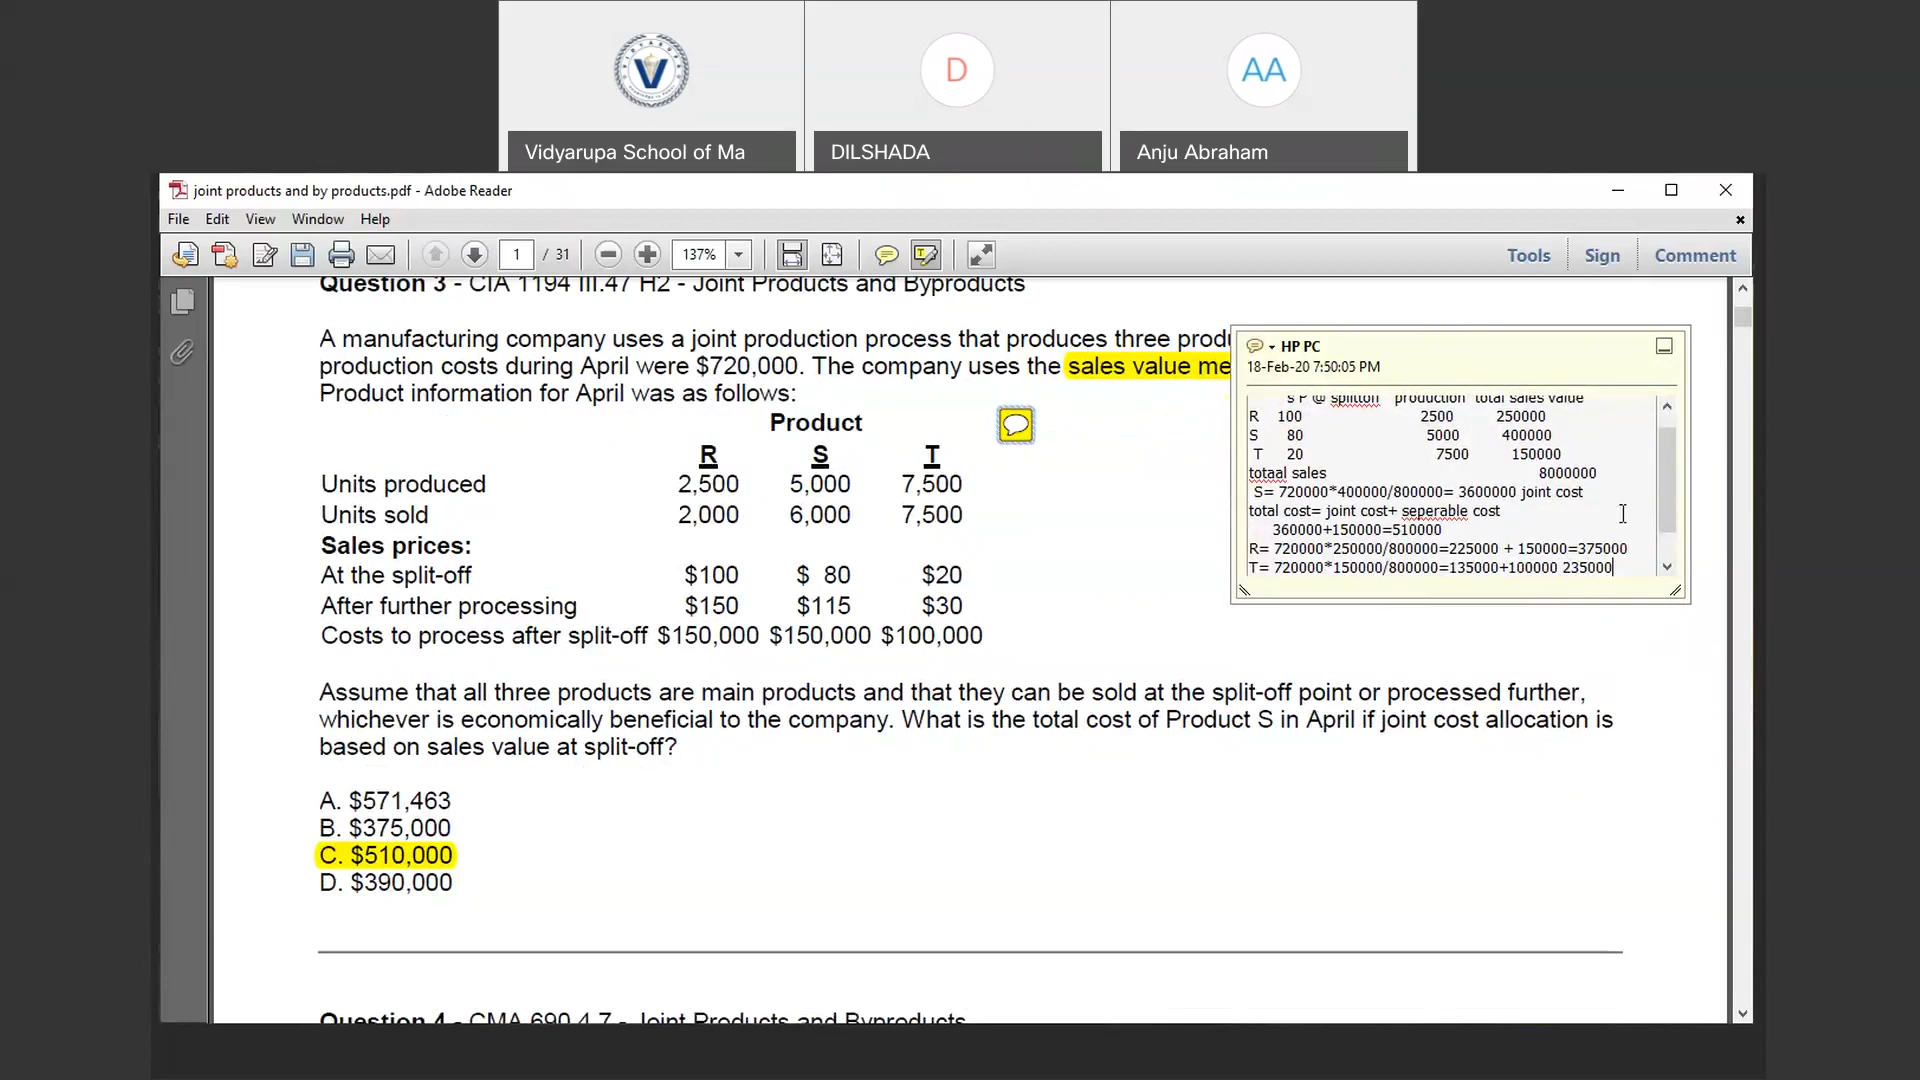 V
D
AA
Vidyarupa School of Ma
DILSHADA
Anju Abraham
joint products and by products.pdf - Adobe Reader
File Edit View Window Help
1 / 31 137% Tools Sign Comment
Question 3 - CIA 1194 III.47 H2 - Joint Products and Byproducts
A manufacturing company uses a joint production process that produces three produ
production costs during April were $720,000. The company uses the sales value me
Product information for April was as follows:
Product
R S T
Units produced 2,500 5,000 7,500
Units sold 2,000 6,000 7,500
Sales prices:
At the split-off $100 $ 80 $20
After further processing $150 $115 $30
Costs to process after split-off $150,000 $150,000 $100,000
HP PC
18-Feb-20 7:50:05 PM
s P @ splitton production total sales value
R 100 2500 250000
S 80 5000 400000
T 20 7500 150000
totaal sales 8000000
S= 720000*400000/800000= 3600000 joint cost
total cost= joint cost+ seperable cost
360000+150000=510000
R= 720000*250000/800000=225000 + 150000=375000
T= 720000*150000/800000=135000+100000 235000
Assume that all three products are main products and that they can be sold at the split-off point or processed further,
whichever is economically beneficial to the company. What is the total cost of Product S in April if joint cost allocation is
based on sales value at split-off?
A. $571,463
B. $375,000
C. $510,000
D. $390,000
Question 4 - CMA 690 4.7 - Joint Products and Byproducts